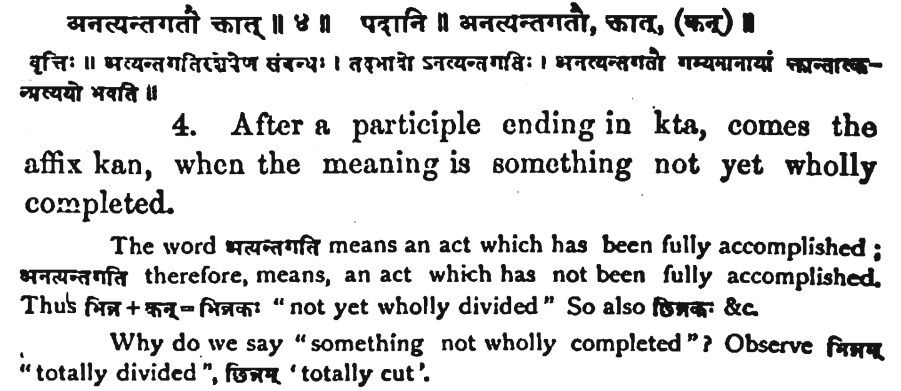 अनत्यन्तगतौ क्तात् ॥ ४ ॥ पदानि ॥ अनत्यन्तगतौ, क्तात्, (कन्) ॥
वृत्तिः ॥ अत्यन्तगतिरशेषेण संबन्धः । तदभावो ऽनत्यन्तगतिः । अनत्यन्तगतौ गम्यमानायां क्तान्तात्क-
न्प्रत्ययो भवति ॥
4. After a participle ending in kta, comes the
affix kan, when the meaning is something not yet wholly
completed.
The word अत्यन्तगति means an act which has been fully accomplished ;
अनत्यन्तगति therefore, means, an act which has not been fully accomplished.
Thus भिन्न + कन् = भिन्नकः “not yet wholly divided” So also छिन्नकः &c.
Why do we say “something not wholly completed”? Observe भिन्नम्
“totally divided”, छिन्नम् ‘totally cut’.